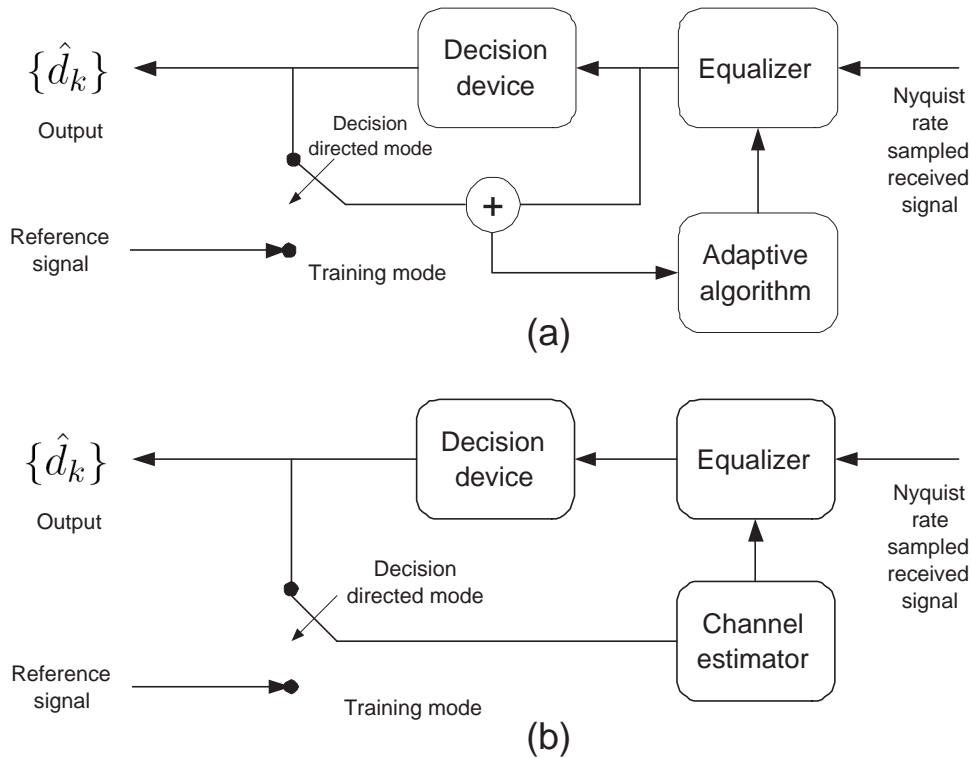 {d̂_k}
Output
Decision
device
Equalizer
Nyquist
rate
sampled
received
signal
Decision
directed mode
+
Reference
signal
Training mode
Adaptive
algorithm
(a)
{d̂_k}
Output
Decision
device
Equalizer
Nyquist
rate
sampled
received
signal
Decision
directed mode
Channel
estimator
Reference
signal
Training mode
(b)